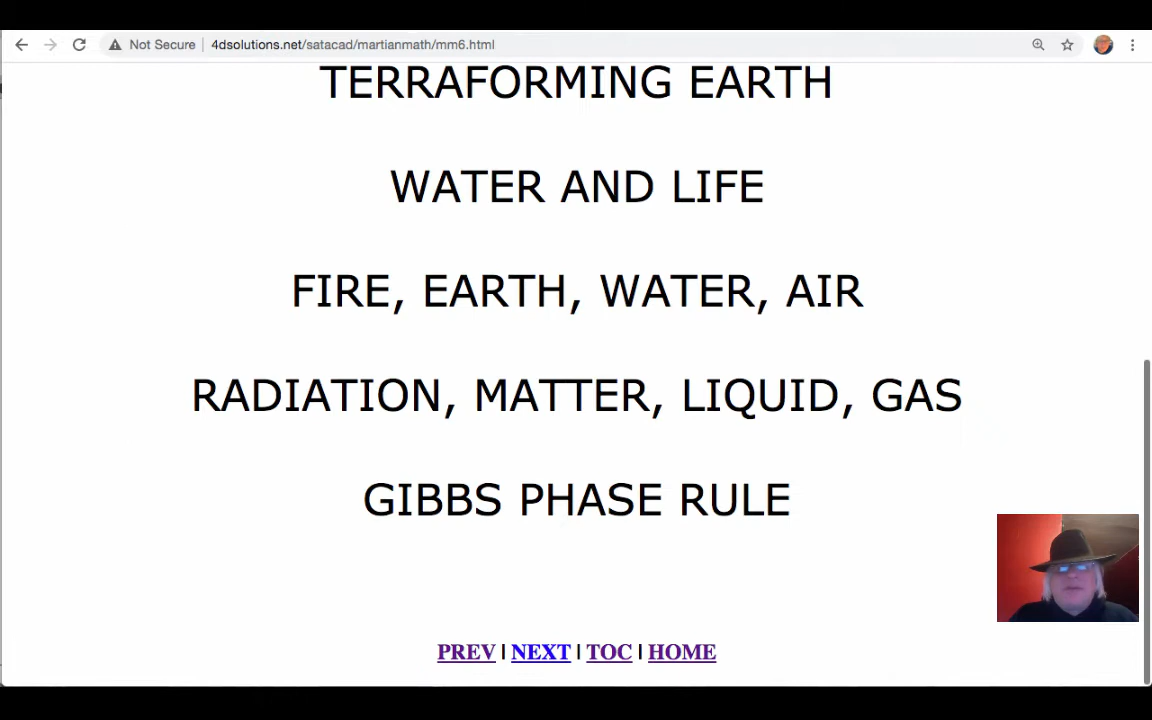 Not Secure
4dsolutions.net/satacad/martianmath/mm6.html
TERRAFORMING EARTH
WATER AND LIFE
FIRE, EARTH, WATER, AIR
RADIATION, MATTER, LIQUID, GAS
GIBBS PHASE RULE
PREV | NEXT | TOC | HOME